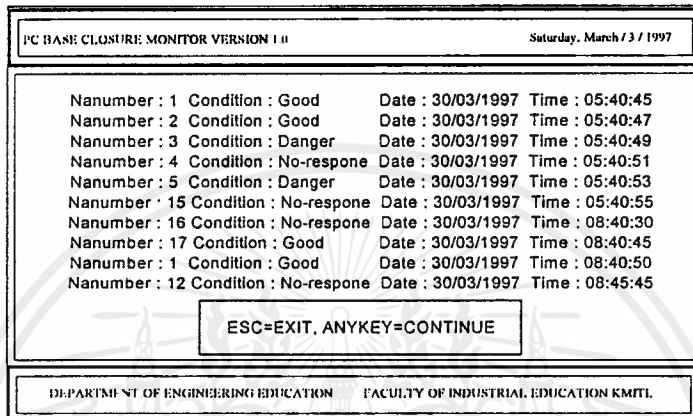 PC BASE CLOSURE MONITOR VERSION 1.0 Saturday, March / 3 / 1997
Nanumber : 1 Condition : Good Date : 30/03/1997 Time : 05:40:45
Nanumber : 2 Condition : Good Date : 30/03/1997 Time : 05:40:47
Nanumber : 3 Condition : Danger Date : 30/03/1997 Time : 05:40:49
Nanumber : 4 Condition : No-respone Date : 30/03/1997 Time : 05:40:51
Nanumber : 5 Condition : Danger Date : 30/03/1997 Time : 05:40:53
Nanumber : 15 Condition : No-respone Date : 30/03/1997 Time : 05:40:55
Nanumber : 16 Condition : No-respone Date : 30/03/1997 Time : 08:40:30
Nanumber : 17 Condition : Good Date : 30/03/1997 Time : 08:40:45
Nanumber : 1 Condition : Good Date : 30/03/1997 Time : 08:40:50
Nanumber : 12 Condition : No-respone Date : 30/03/1997 Time : 08:45:45
ESC=EXIT, ANYKEY=CONTINUE
DEPARTMENT OF ENGINEERING EDUCATION FACULTY OF INDUSTRIAL EDUCATION KMITL